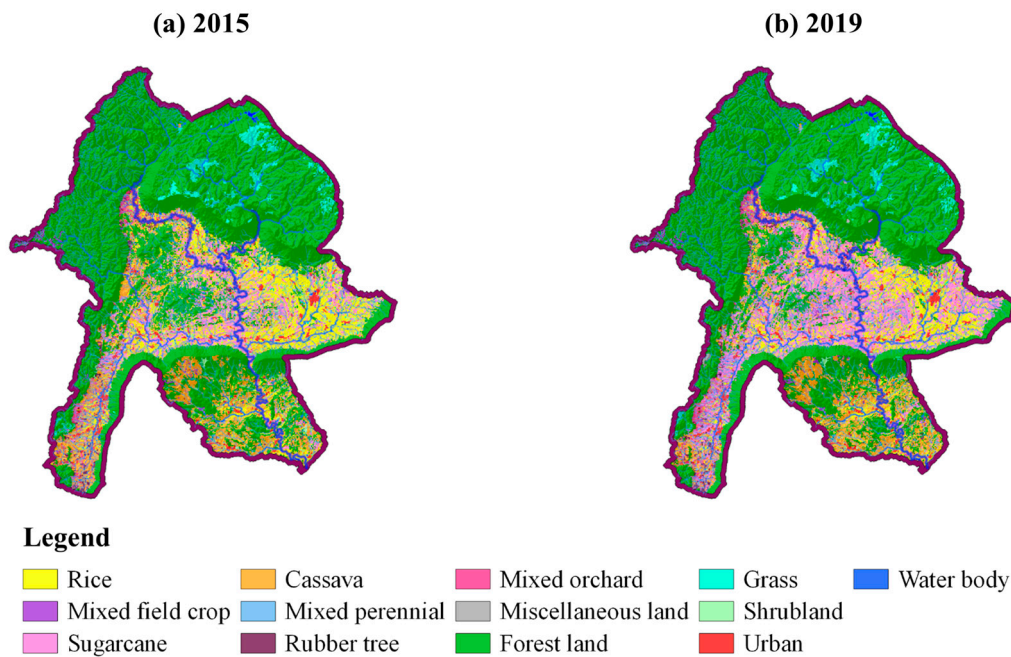 (a) 2015
(b) 2019
Legend
Rice
Cassava
Mixed orchard
Grass
Water body
Mixed field crop
Mixed perennial
Miscellaneous land
Shrubland
Sugarcane
Rubber tree
Forest land
Urban